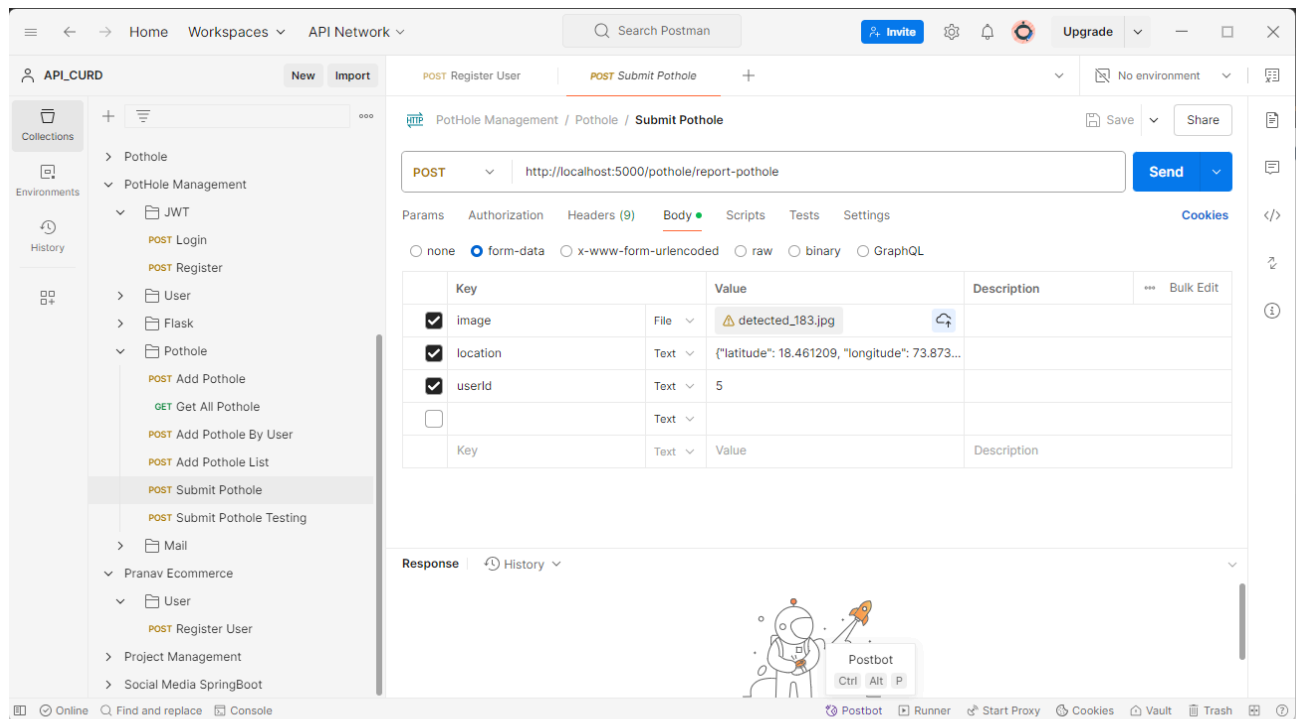 Home Workspaces API Network Search Postman Invite Upgrade
API_CURD New Import POST Register User POST Submit Pothole No environment
Collections
Environments
History
Pothole
PotHole Management
JWT
POST Login
POST Register
User
Flask
Pothole
POST Add Pothole
GET Get All Pothole
POST Add Pothole By User
POST Add Pothole List
POST Submit Pothole
POST Submit Pothole Testing
Mail
Pranav Ecommerce
User
POST Register User
Project Management
Social Media SpringBoot
HTTP PotHole Management / Pothole / Submit Pothole Save Share
POST http://localhost:5000/pothole/report-pothole Send
Params Authorization Headers (9) Body Scripts Tests Settings Cookies
none form-data x-www-form-urlencoded raw binary GraphQL
Key Value Description Bulk Edit
image File detected_183.jpg
location Text {"latitude": 18.461209, "longitude": 73.873...
userId Text 5
Text
Key Text Value Description
Response History
Postbot
Ctrl Alt P
Online Find and replace Console Postbot Runner Start Proxy Cookies Vault Trash